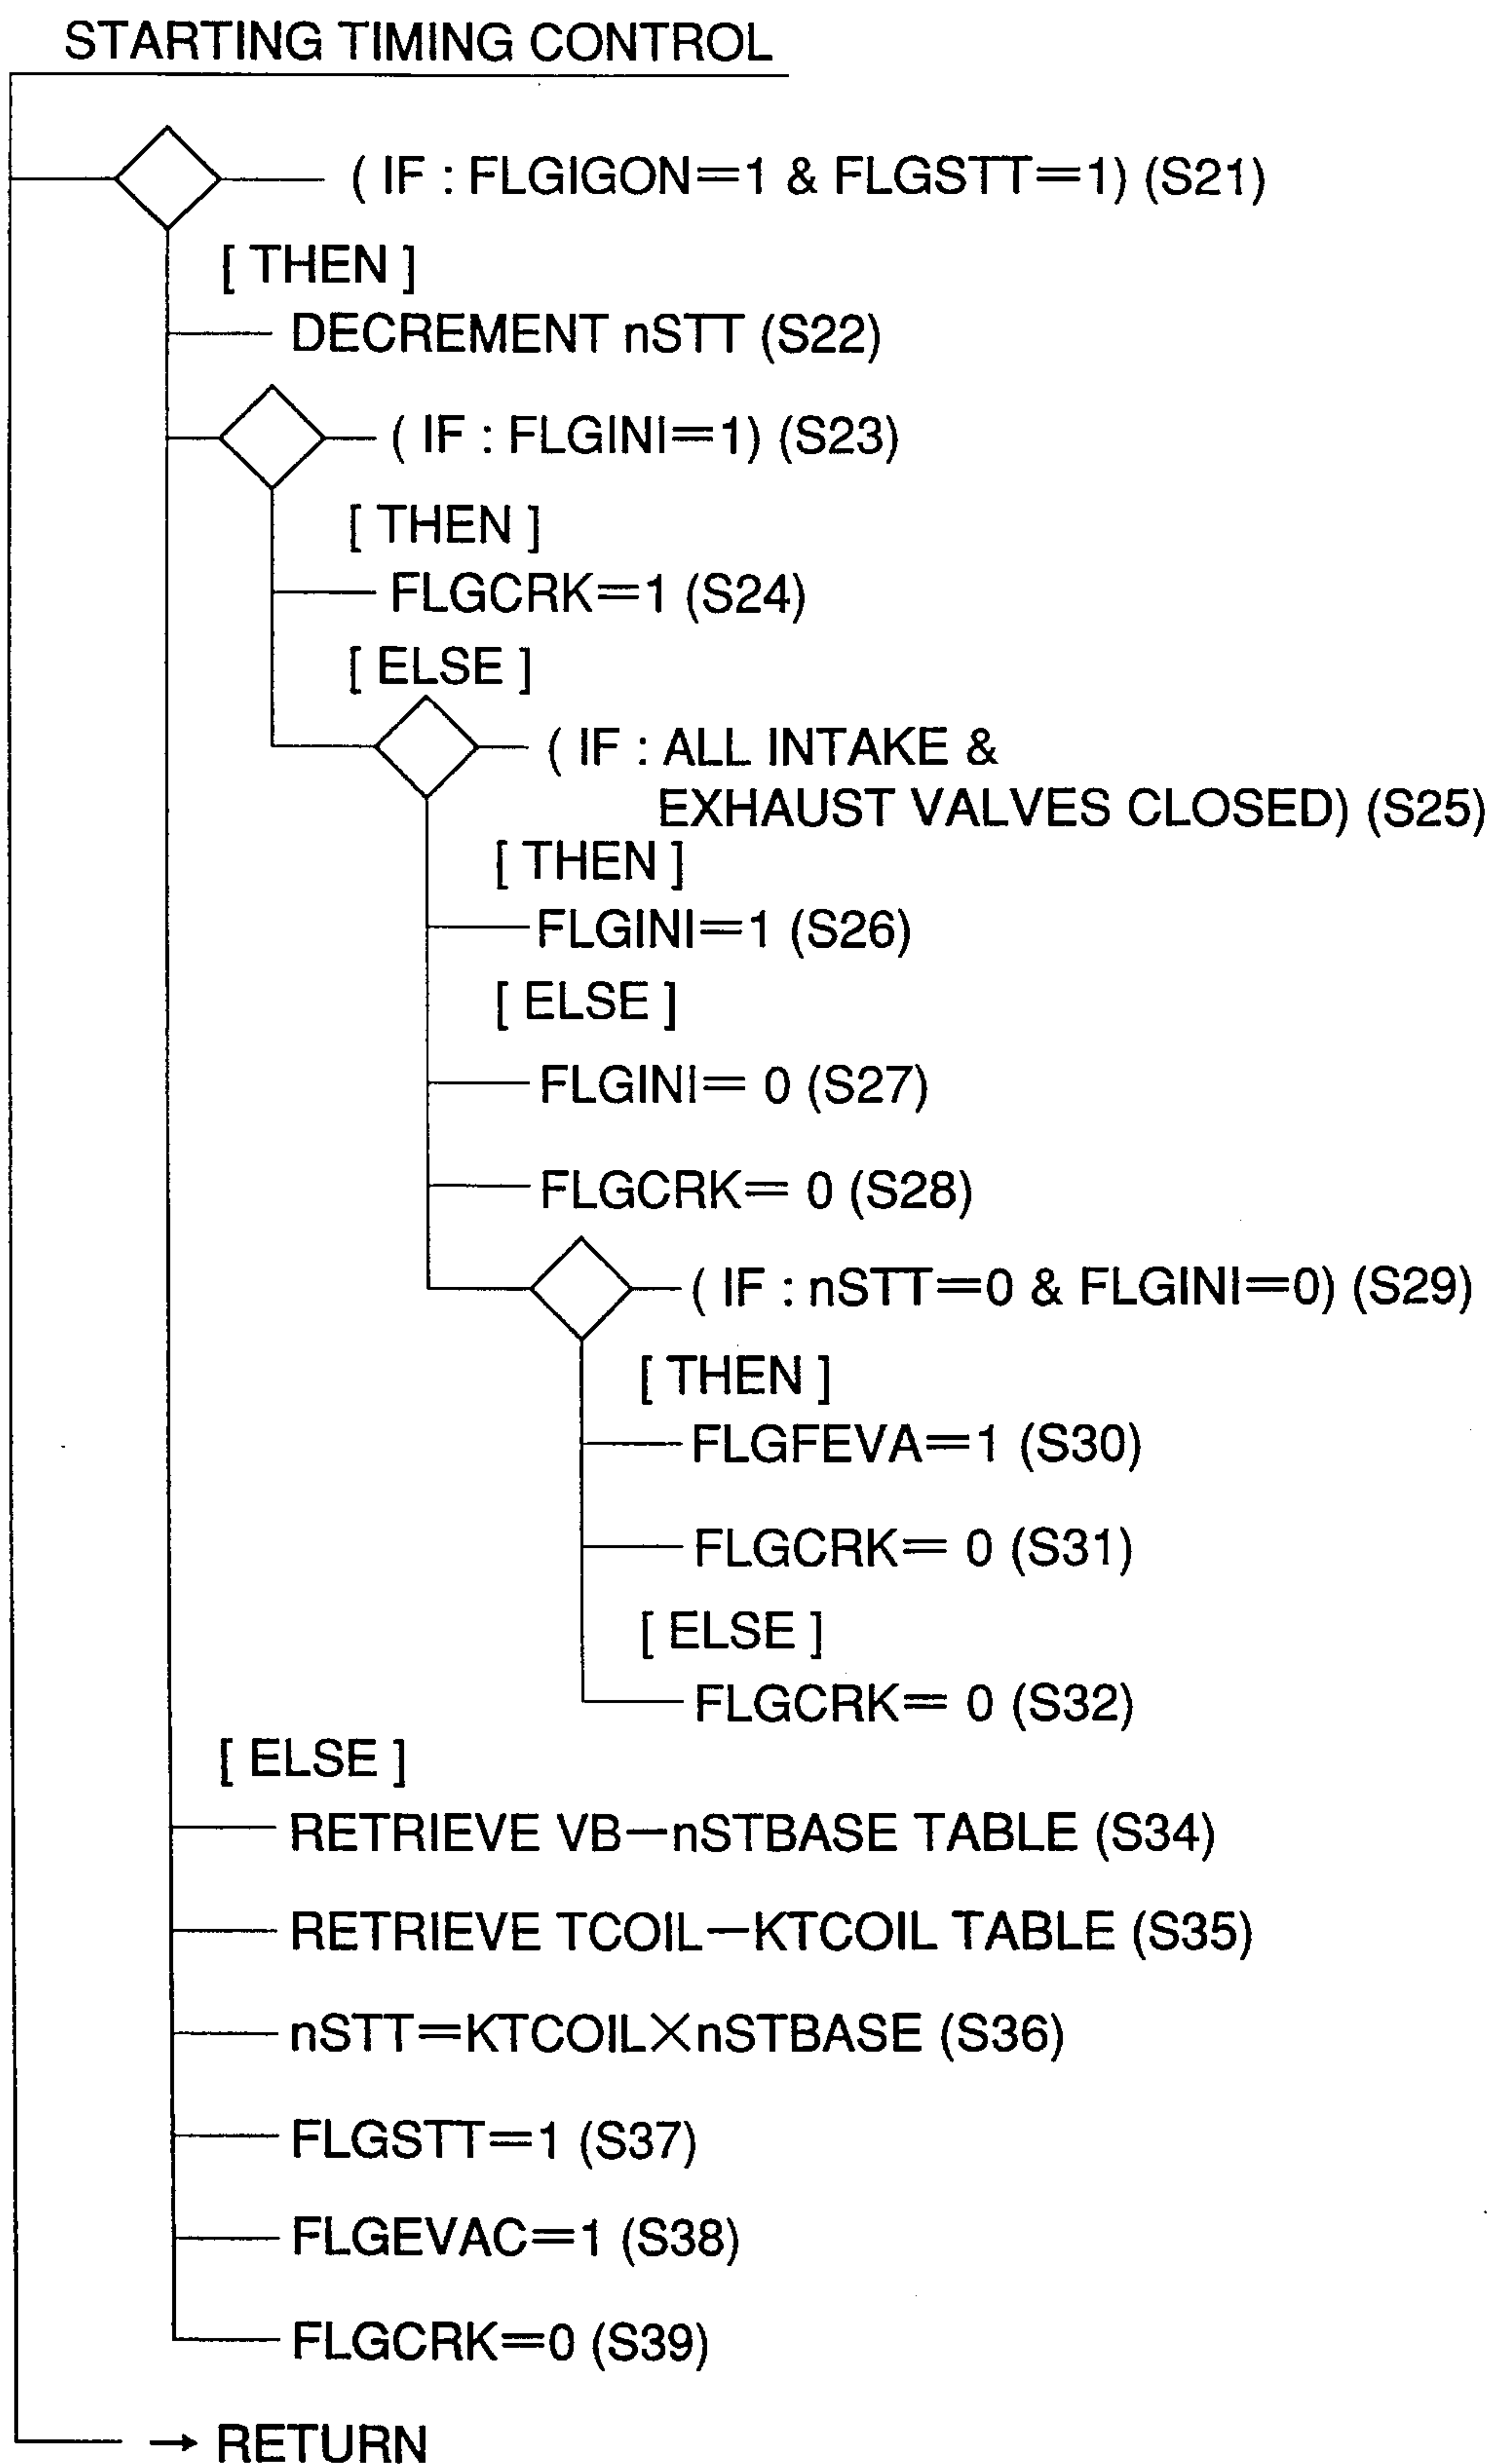 STARTING TIMING CONTROL
( IF : FLGIGON=1 & FLGSTT=1) (S21)
[ THEN ]
DECREMENT nSTT (S22)
( IF : FLGINI=1) (S23)
[ THEN ]
FLGCRK=1 (S24)
[ ELSE ]
( IF : ALL INTAKE &
EXHAUST VALVES CLOSED) (S25)
[ THEN ]
FLGINI=1 (S26)
[ ELSE ]
FLGINI= 0 (S27)
FLGCRK= 0 (S28)
( IF : nSTT=0 & FLGINI=0) (S29)
[ THEN ]
FLGFEVA=1 (S30)
FLGCRK= 0 (S31)
[ ELSE ]
FLGCRK= 0 (S32)
[ ELSE ]
RETRIEVE VB—nSTBASE TABLE (S34)
RETRIEVE TCOIL—KTCOIL TABLE (S35)
nSTT=KTCOIL×nSTBASE (S36)
FLGSTT=1 (S37)
FLGEVAC=1 (S38)
FLGCRK=0 (S39)
→ RETURN